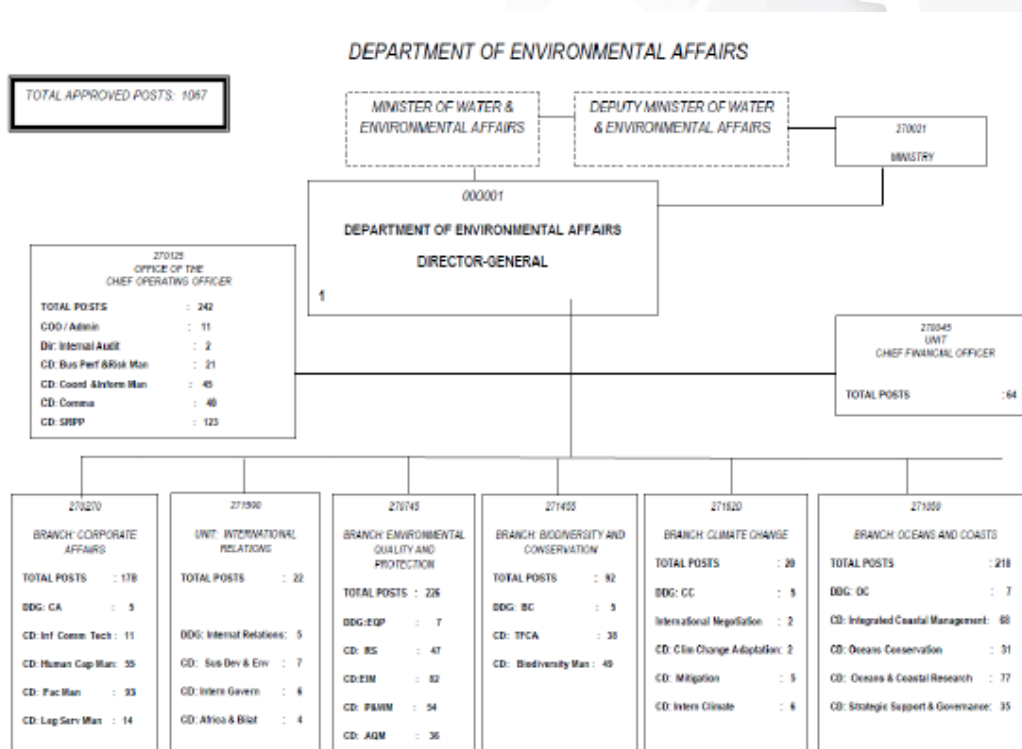 DEPARTMENT OF ENVIRONMENTAL AFFAIRS
TOTAL APPROVED POSTS: 1067
MINISTER OF WATER &
ENVIRONMENTAL AFFAIRS
DEPUTY MINISTER OF WATER
& ENVIRONMENTAL AFFAIRS
270021
MINISTRY
000001
DEPARTMENT OF ENVIRONMENTAL AFFAIRS
DIRECTOR-GENERAL
1
270125
OFFICE OF THE
CHIEF OPERATING OFFICER
TOTAL POSTS : 242
COO / Admin : 11
Dir: Internal Audit : 2
CD: Bus Perf &Risk Man : 21
CD: Coord &Inform Man : 45
CD: Comms : 40
CD: SRPP : 123
270045
UNIT
CHIEF FINANCIAL OFFICER
TOTAL POSTS :64
270270
BRANCH: CORPORATE
AFFAIRS
TOTAL POSTS : 178
DDG: CA : 5
CD: Inf Comm Tech : 11
CD: Human Cap Man: 55
CD: Fac Man : 93
CD: Leg Serv Man : 14
271590
UNIT: INTERNATIONAL
RELATIONS
TOTAL POSTS : 22
DDG: Internal Relations: 5
CD: Sus Dev & Env : 7
CD: Intern Govern : 6
CD: Africa & Bilat : 4
270745
BRANCH: ENVIRONMENTAL
QUALITY AND
PROTECTION
TOTAL POSTS : 226
DDG:EQP : 7
CD: RS : 47
CD:EIM : 82
CD: P&WM : 54
CD: AQM : 36
271455
BRANCH: BIODIVERSITY AND
CONSERVATION
TOTAL POSTS : 92
DDG: BC : 5
CD: TFCA : 38
CD: Biodiversity Man : 49
271820
BRANCH: CLIMATE CHANGE
TOTAL POSTS : 20
DDG: CC : 5
International Negotiation : 2
CD: Clim Change Adaptation: 2
CD: Mitigation : 5
CD: Intern Climate : 6
271050
BRANCH: OCEANS AND COASTS
TOTAL POSTS :218
DDG: OC : 7
CD: Integrated Coastal Management: 68
CD: Oceans Conservation : 31
CD: Oceans & Coastal Research : 77
CD: Strategic Support & Governance: 35